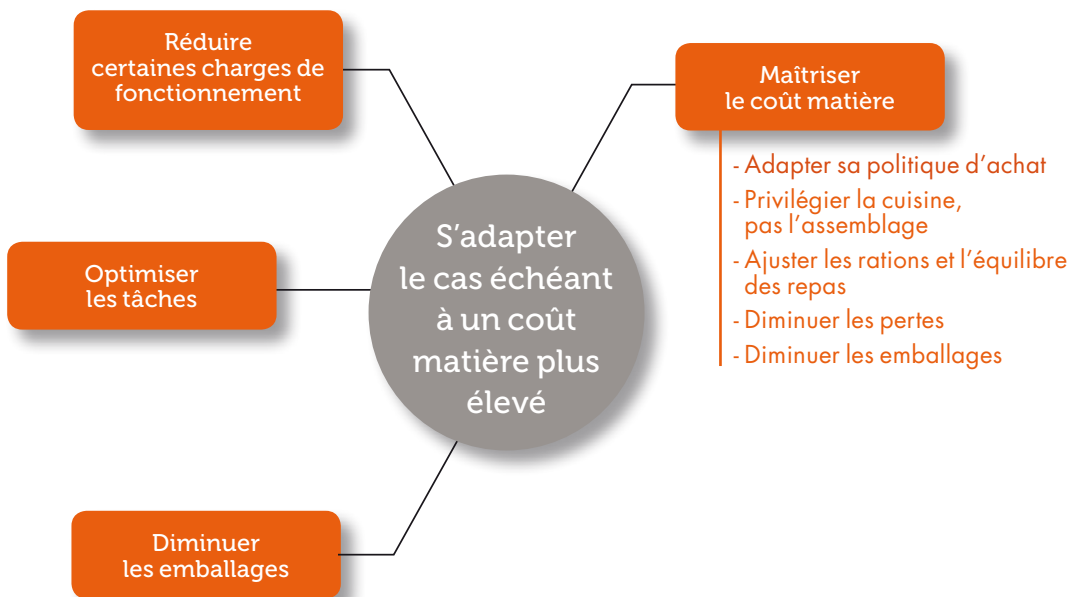 Réduire
certaines charges de
fonctionnement
Maîtriser
le coût matière
- Adapter sa politique d'achat
- Privilégier la cuisine,
pas l'assemblage
- Ajuster les rations et l'équilibre
des repas
- Diminuer les pertes
- Diminuer les emballages
S'adapter
le cas échéant
à un coût
matière plus
élevé
Optimiser
les tâches
Diminuer
les emballages